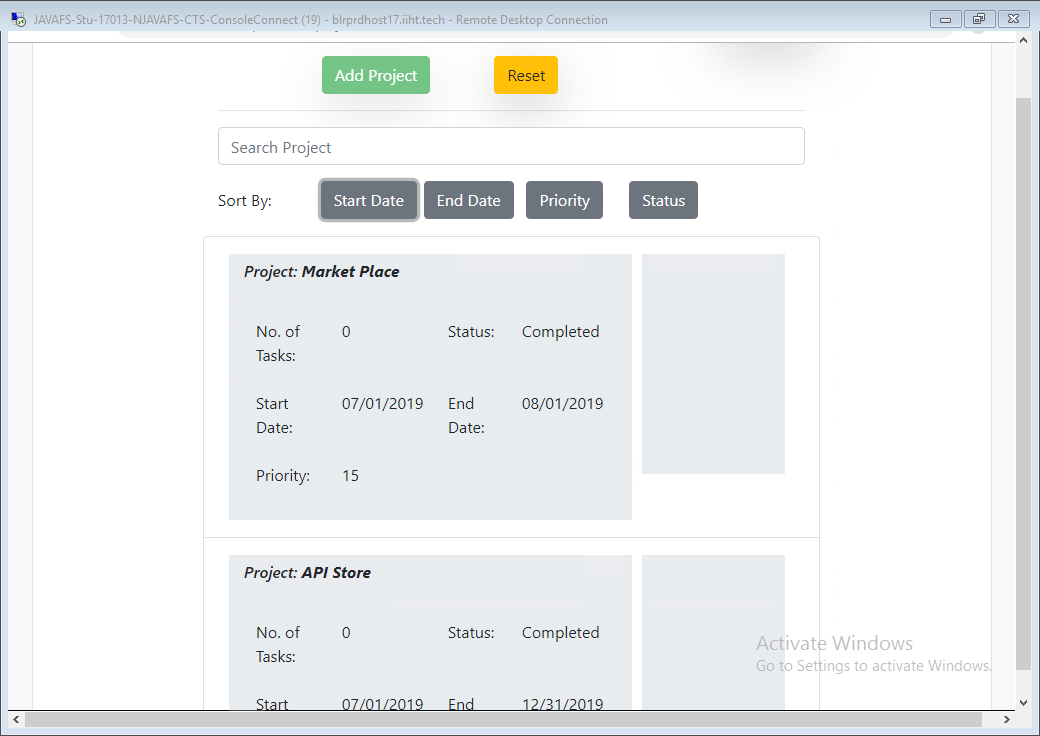 JAVAFS-Stu-17013-NJAVAFS-CTS-ConsoleConnect (19) - blrprdhost17.iiht.tech - Remote Desktop Connection
Add Project Reset
Search Project
Sort By: Start Date End Date Priority Status
Project: Market Place
No. of Tasks: 0 Status: Completed
Start Date: 07/01/2019 End Date: 08/01/2019
Priority: 15
Project: API Store
No. of Tasks: 0 Status: Completed
Start 07/01/2019 End 12/31/2019
Activate Windows
Go to Settings to activate Windows.